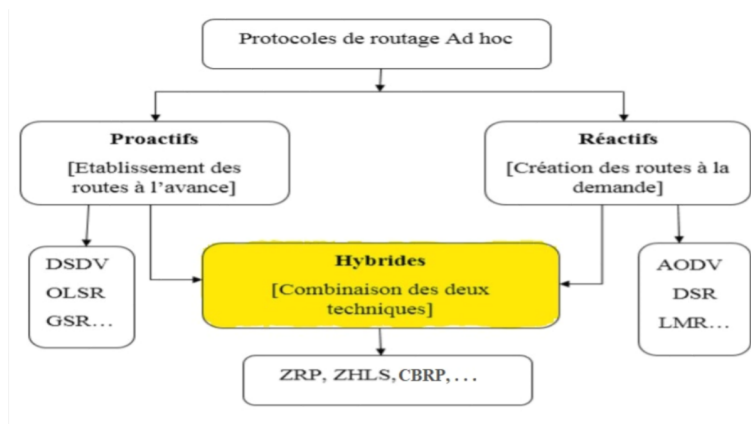 Protocoles de routage Ad hoc
Proactifs
[Etablissement des
routes à l'avance]
Réactifs
[Création des routes à la
demande]
DSDV
OLSR
GSR...
Hybrides
[Combinaison des deux
techniques]
AODV
DSR
LMR...
ZRP, ZHLS, CBRP, ...